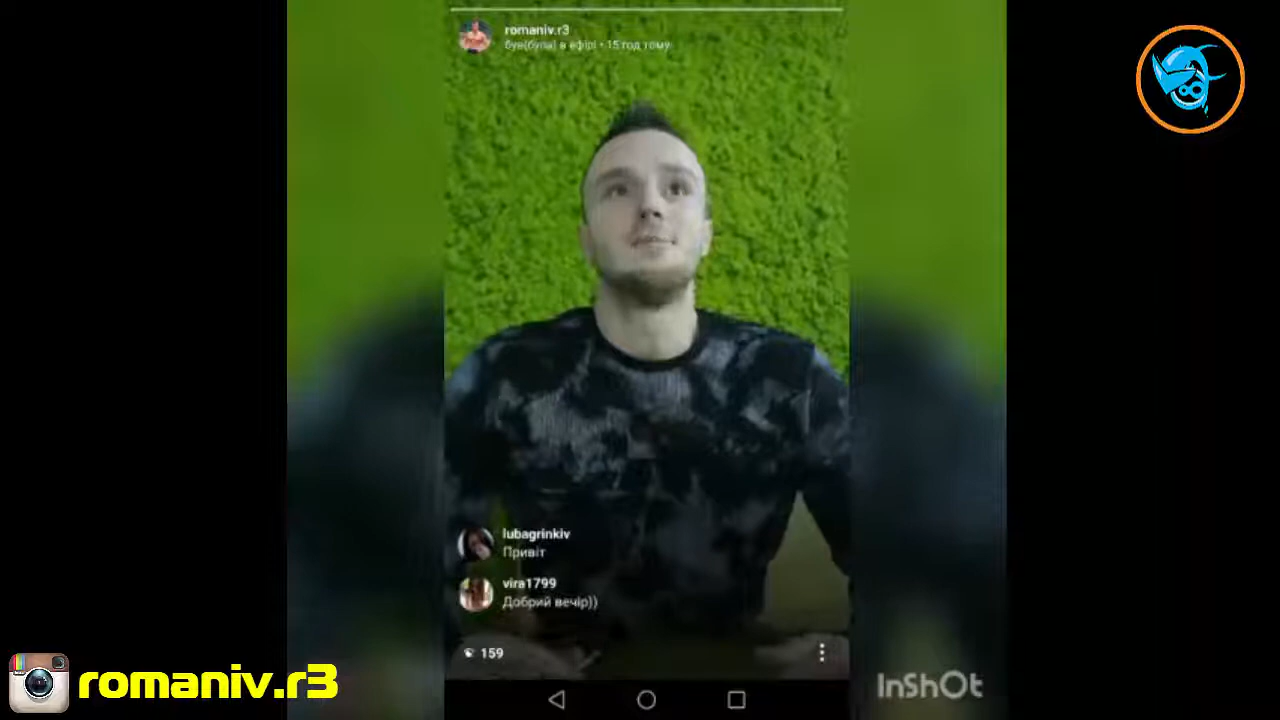 romaniv.r3
був(була) в ефірі • 15 год тому
lubagrinkiv
Привіт
vira1799
Добрий вечір))
159
romaniv.r3
InShOt